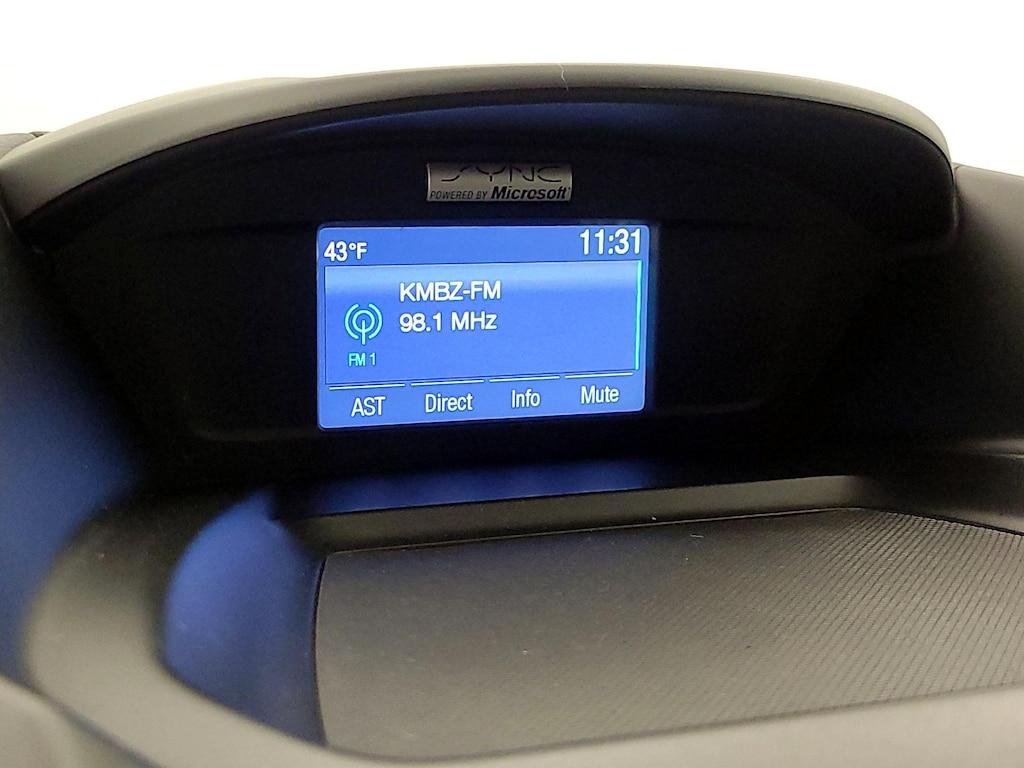 SYNC
POWERED BY Microsoft
43°F 11:31
KMBZ-FM
98.1 MHz
FM 1
AST Direct Info Mute